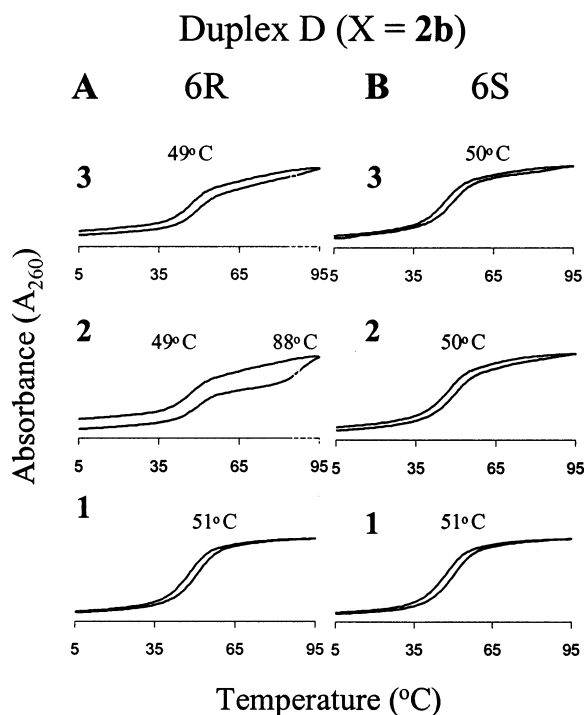 Duplex D (X = 2b)
A 6R B 6S
3 49°C 3 50°C
5 35 65 95 5 35 65 95
2 49°C 88°C 2 50°C
5 35 65 95 5 35 65 95
1 51°C 1 51°C
5 35 65 95 5 35 65 95
Absorbance (A260)
Temperature (°C)